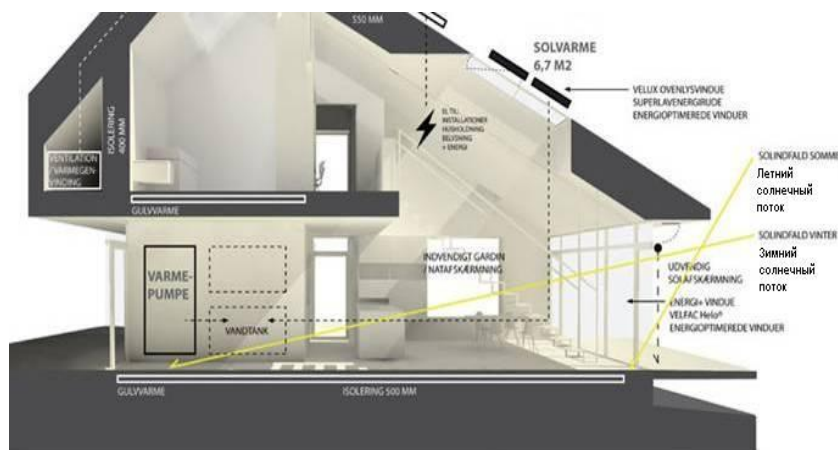 550 MM
SOLVARME
6,7 M2
VELUX OVENLYSVINDUE
SUPERLAVENERGIRUDE
ENERGIOPTIMEREDE VINDUER
EL TIL:
INSTALLATIONER
HUSHOLDNING
BELYSNING
+ ENERGI
ISOLERING
400 MM
VENTILATION
/VARMEGEN-
VINDING
GULVVARME
SOLINDFALD SOMME
Летний
солнечный
поток
SOLINDFALD VINTER
Зимний
солнечный
поток
VARME-
PUMPE
INDVENDIGT GARDIN
/ NATAFSKÆRMNING
UDVENDIG
SOLAFSKÆRMNING
ENERGI+ VINDUE
VELFAC Helo®
ENERGIOPTIMEREDE VINDUER
VANDTANK
GULVVARME
ISOLERING 500 MM